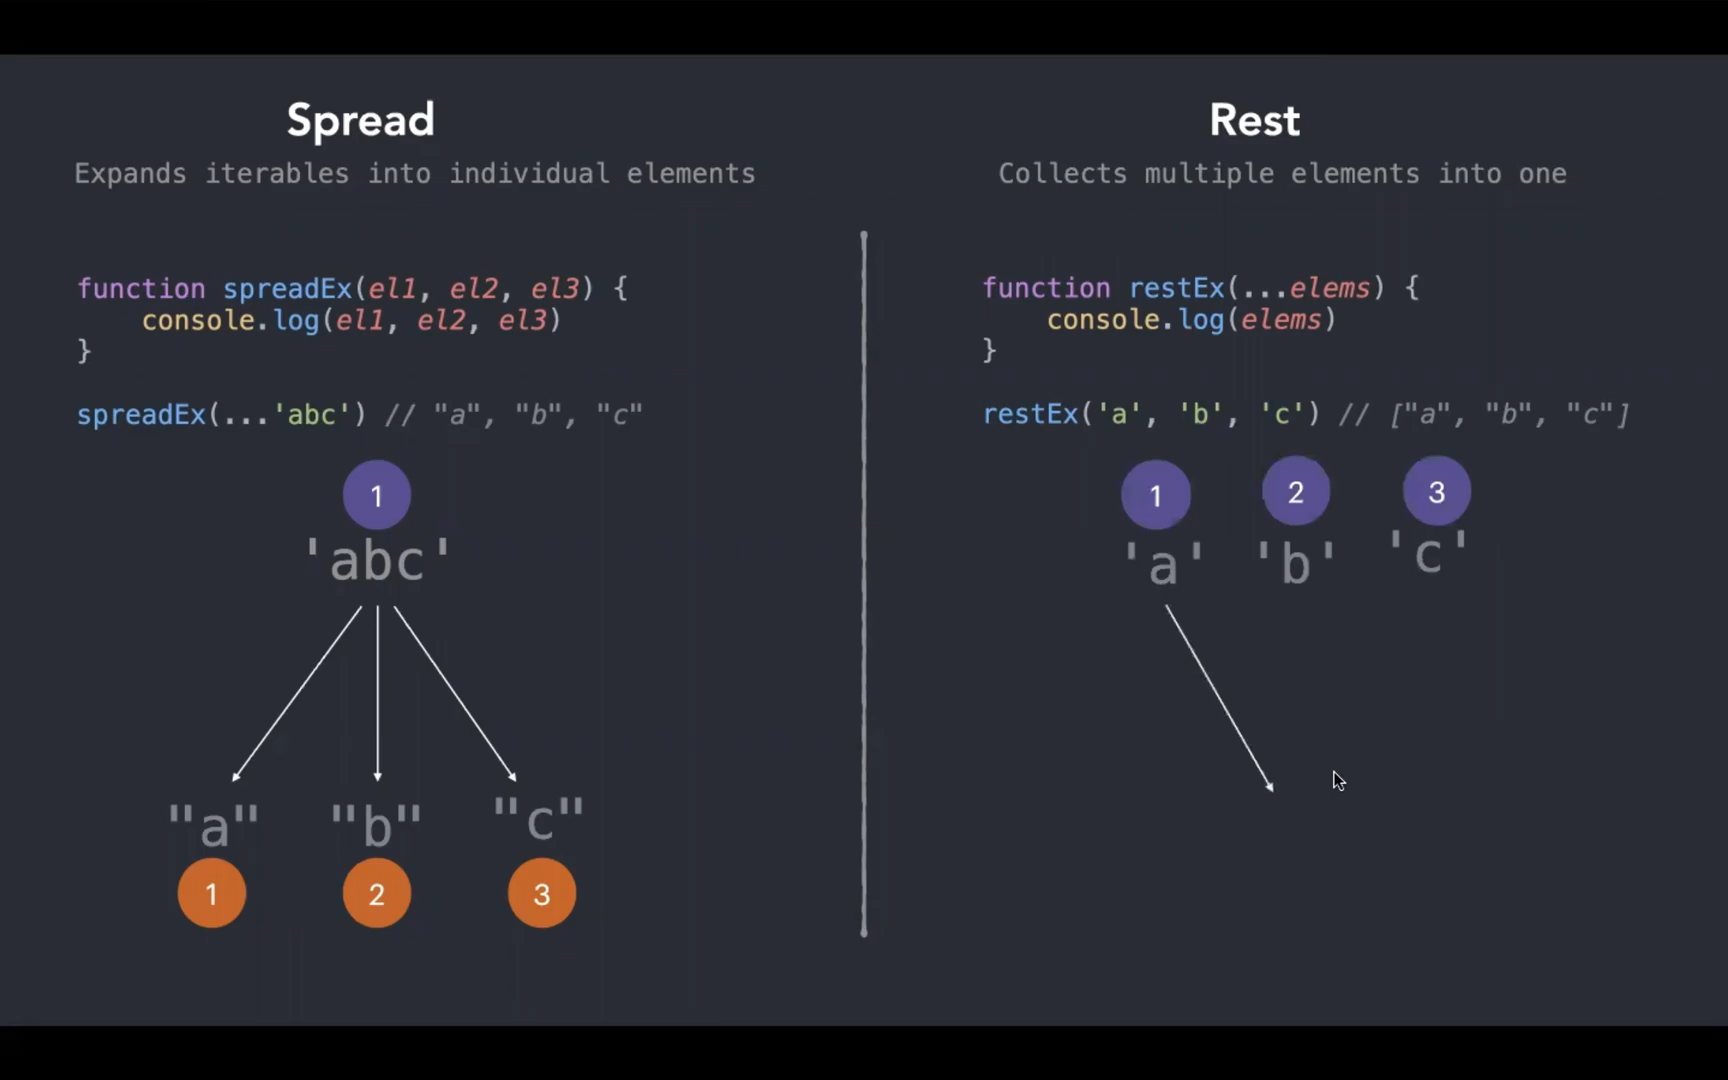 Spread
Expands iterables into individual elements
function spreadEx(el1, el2, el3) {
    console.log(el1, el2, el3)
}
spreadEx(...'abc') // "a", "b", "c"
1
'abc'
"a" "b" "c"
1 2 3
Rest
Collects multiple elements into one
function restEx(...elems) {
    console.log(elems)
}
restEx('a', 'b', 'c') // ["a", "b", "c"]
1 2 3
'a' 'b' 'c'